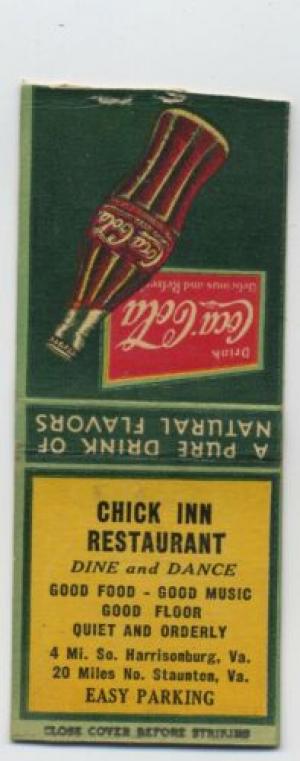 Coca-Cola
Drink
Coca-Cola
Delicious and Refreshing
A PURE DRINK OF
NATURAL FLAVORS
CHICK INN
RESTAURANT
DINE and DANCE
GOOD FOOD - GOOD MUSIC
GOOD FLOOR
QUIET AND ORDERLY
4 Mi. So. Harrisonburg, Va.
20 Miles No. Staunton, Va.
EASY PARKING
CLOSE COVER BEFORE STRIKING